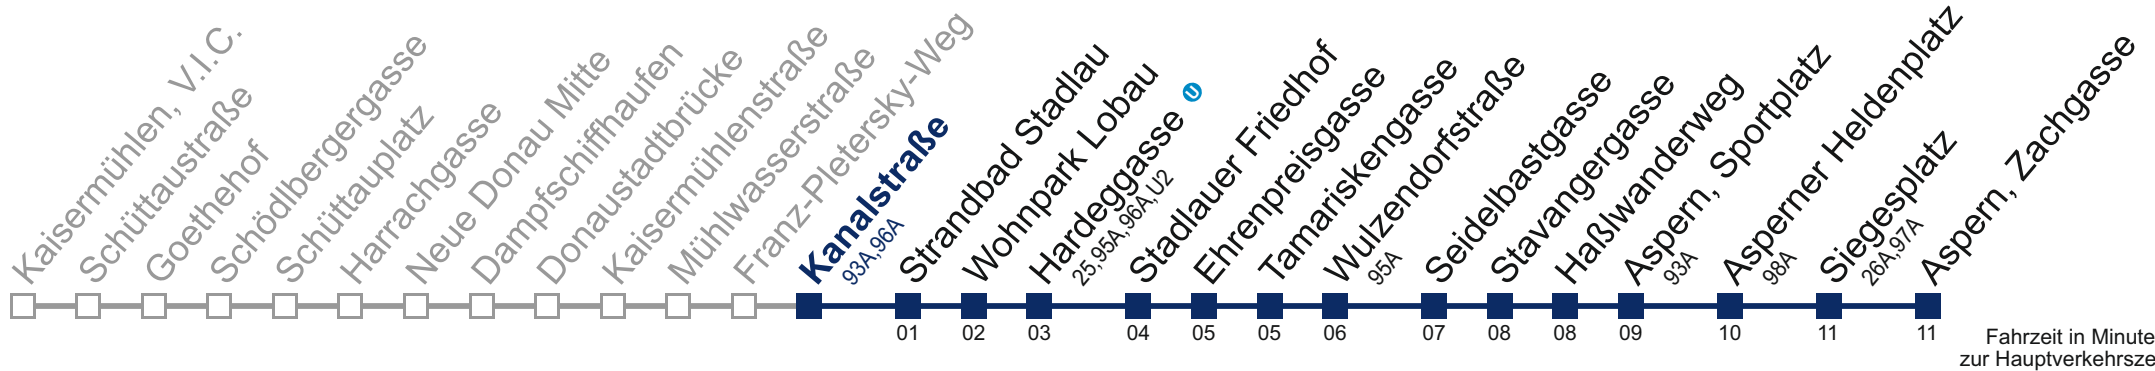 Kaisermühlen, V.I.C.
Schüttaustraße
Goethehof
Schödlbergergasse
Schüttauplatz
Harrachgasse
Neue Donau Mitte
Dampfschiffhaufen
Donaustadtbrücke
Kaisermühlenstraße
Mühlwasserstraße
Franz-Pletersky-Weg
Kanalstraße
93A,96A
Strandbad Stadlau
Wohnpark Lobau
Hardeggasse U
25,95A,96A,U2
Stadlauer Friedhof
Ehrenpreisgasse
Tamariskengasse
Wulzendorfstraße
95A
Seidelbastgasse
Stavangergasse
Haßlwanderweg
Aspern, Sportplatz
93A
Asperner Heldenplatz
98A
Siegesplatz
26A,97A
Aspern, Zachgasse
01 02 03 04 05 05 06 07 08 08 09 10 11 11
Fahrzeit in Minute
zur Hauptverkehrsze